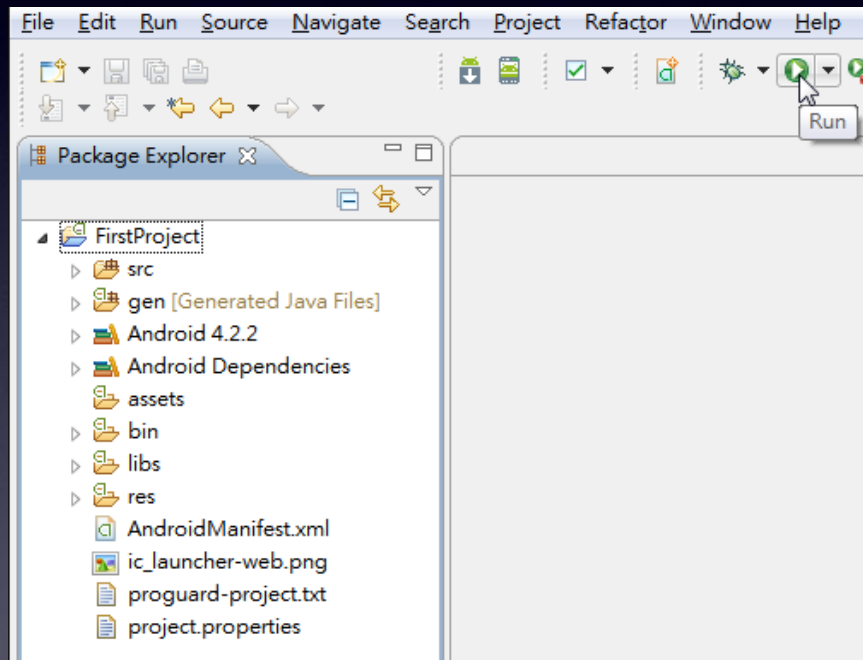 File Edit Run Source Navigate Search Project Refactor Window Help
Run
Package Explorer
FirstProject
src
gen [Generated Java Files]
Android 4.2.2
Android Dependencies
assets
bin
libs
res
AndroidManifest.xml
ic_launcher-web.png
proguard-project.txt
project.properties